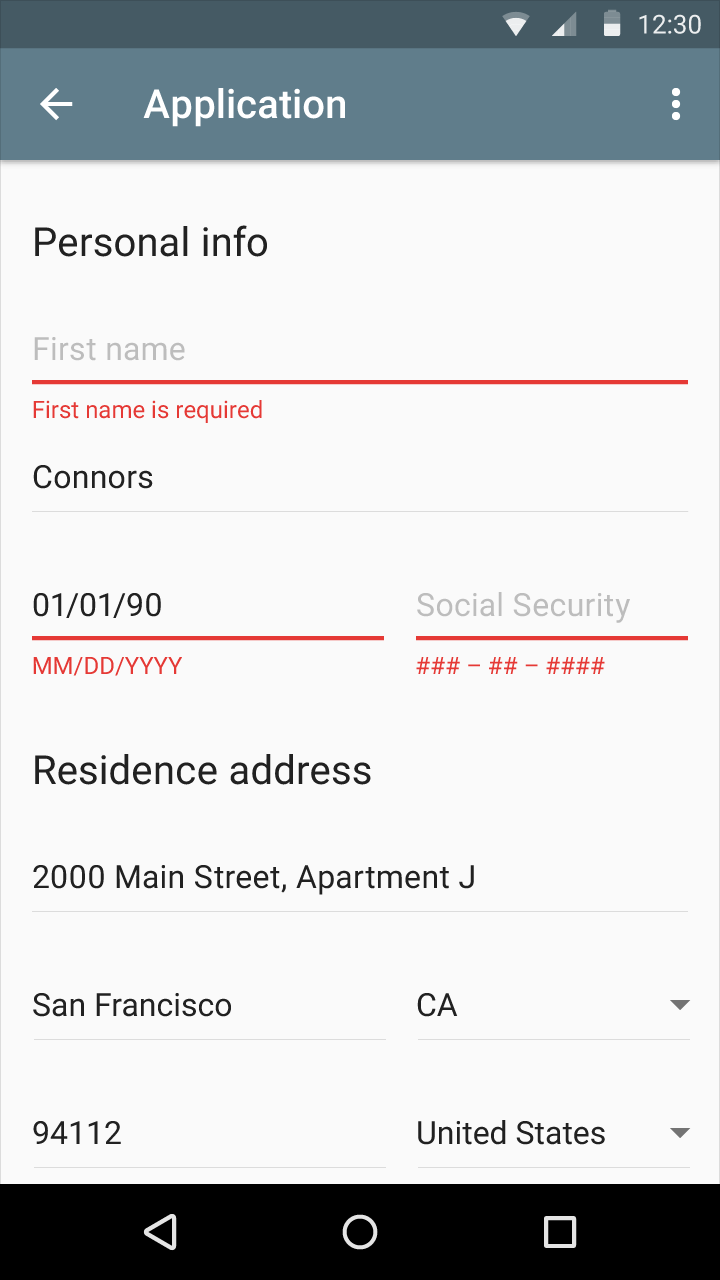 12:30
Application
Personal info
First name
First name is required
Connors
01/01/90 Social Security
MM/DD/YYYY ### – ## – ####
Residence address
2000 Main Street, Apartment J
San Francisco CA
94112 United States